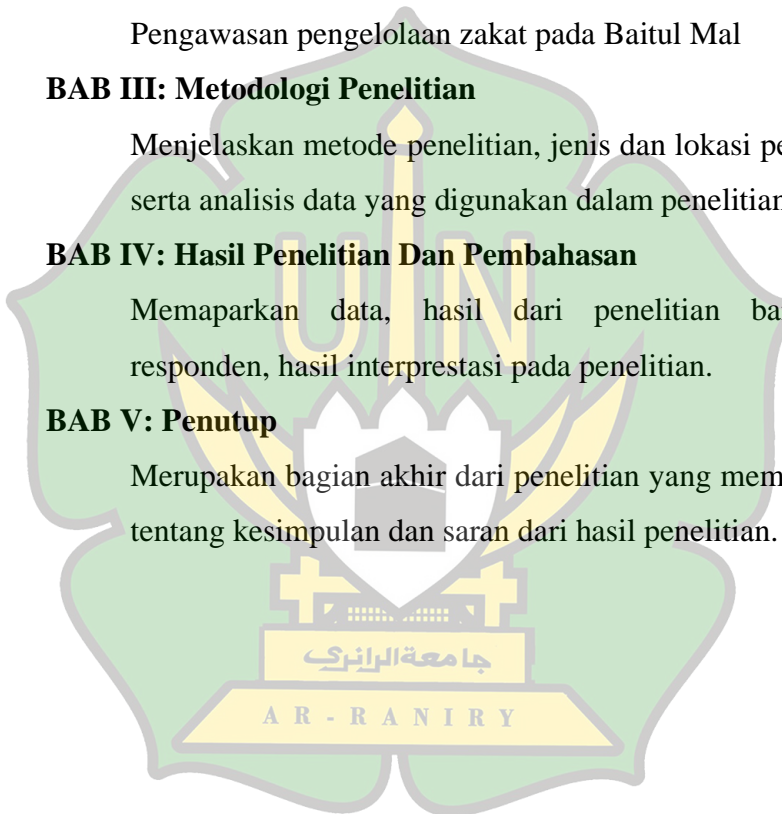 Pengawasan pengelolaan zakat pada Baitul Mal
BAB III: Metodologi Penelitian
Menjelaskan metode penelitian, jenis dan lokasi pe
serta analisis data yang digunakan dalam penelitian
BAB IV: Hasil Penelitian Dan Pembahasan
Memaparkan data, hasil dari penelitian ba
responden, hasil interprestasi pada penelitian.
BAB V: Penutup
Merupakan bagian akhir dari penelitian yang mem
tentang kesimpulan dan saran dari hasil penelitian.
UIN
جامعة الرانري
AR-RANIRY